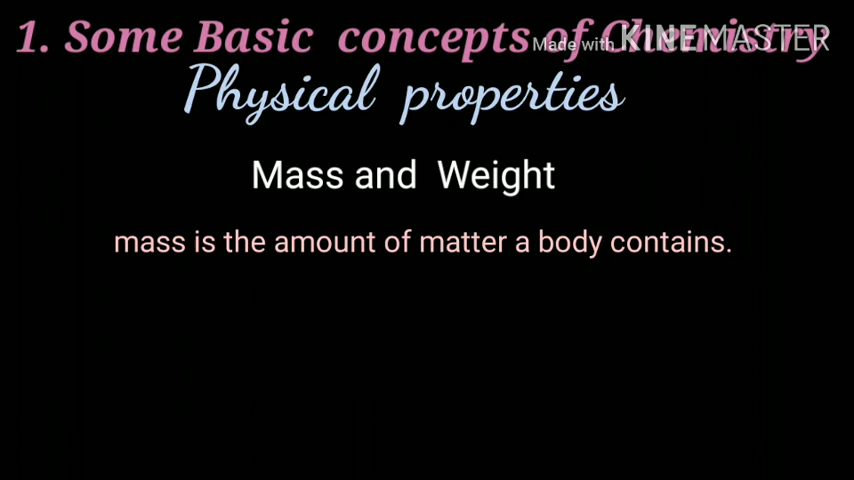 1. Some Basic concepts of Chemistry
Made with KINEMASTER
Physical properties
Mass and Weight
mass is the amount of matter a body contains.